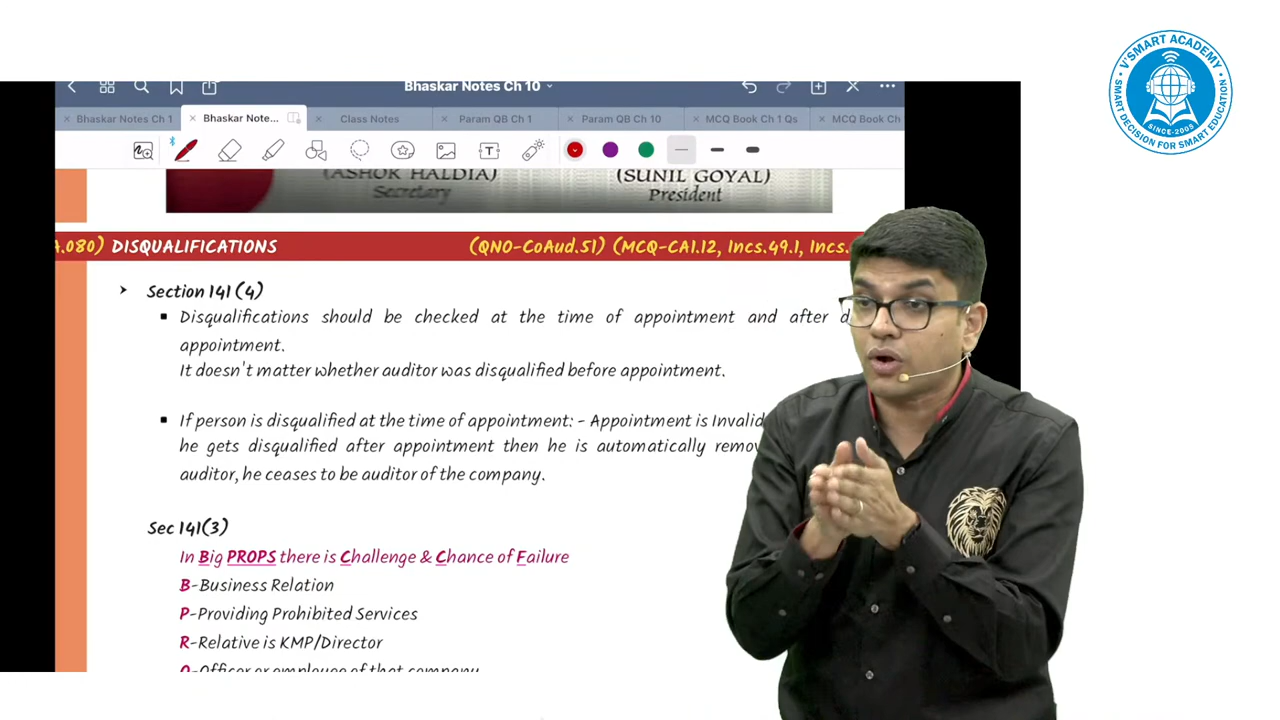 V'SMART ACADEMY
SMART DECISION FOR SMART EDUCATION
SINCE-2005
Bhaskar Notes Ch 10
Bhaskar Notes Ch 1
Bhaskar Note...
Class Notes
Param QB Ch 1
Param QB Ch 10
MCQ Book Ch 1 Qs
MCQ Book Ch
(ASHOK HALDIA) (SUNIL GOYAL)
Secretary President
A.080) DISQUALIFICATIONS (QNO-CoAud.51) (MCQ-CA1.12, Incs.49.1, Incs.
➤ Section 141 (4)
▪ Disqualifications should be checked at the time of appointment and after
appointment.
It doesn't matter whether auditor was disqualified before appointment.
▪ If person is disqualified at the time of appointment: - Appointment is Invalid
he gets disqualified after appointment then he is automatically
auditor, he ceases to be auditor of the company.
Sec 141(3)
In Big PROPS there is Challenge & Chance of Failure
B-Business Relation
P-Providing Prohibited Services
R-Relative is KMP/Director
O-Officer or employee of that company